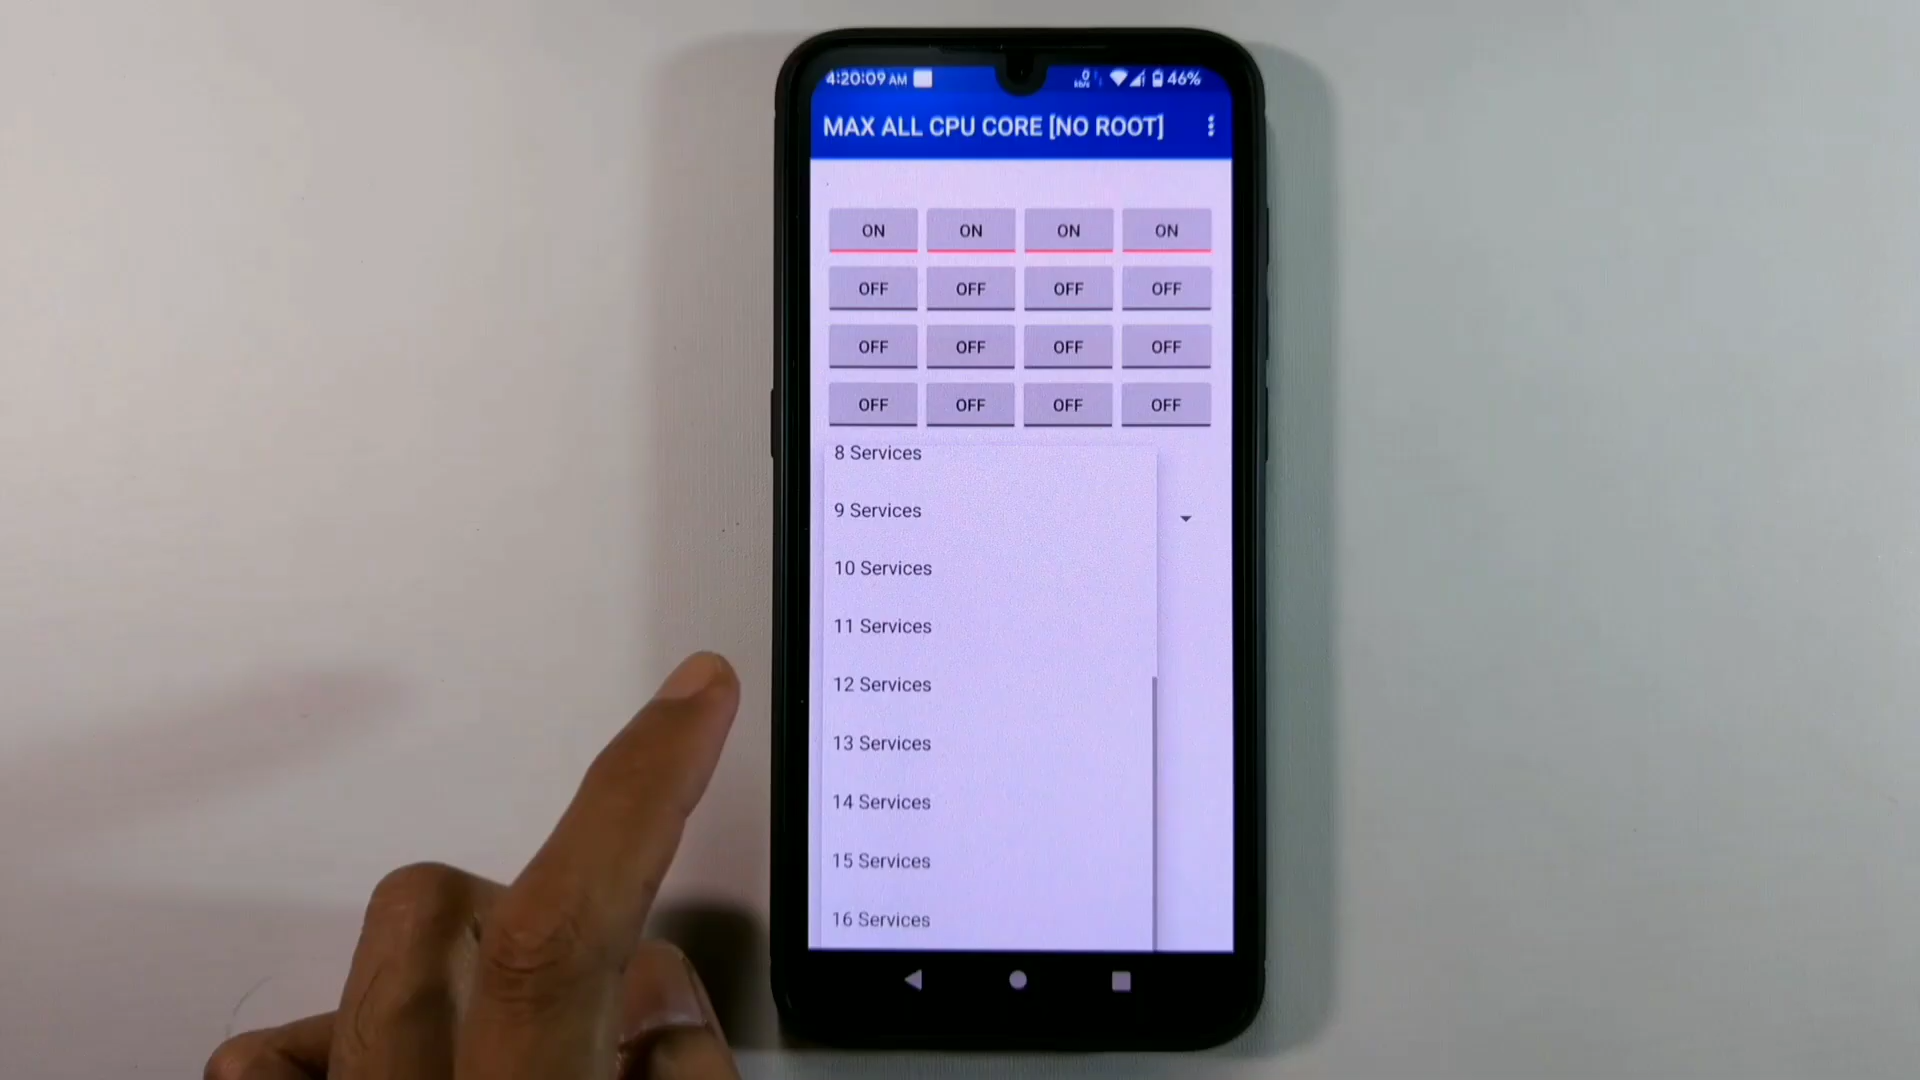 4:20:09 AM 46%
MAX ALL CPU CORE [NO ROOT]
ON ON ON ON
OFF OFF OFF OFF
OFF OFF OFF OFF
OFF OFF OFF OFF
8 Services
9 Services
10 Services
11 Services
12 Services
13 Services
14 Services
15 Services
16 Services